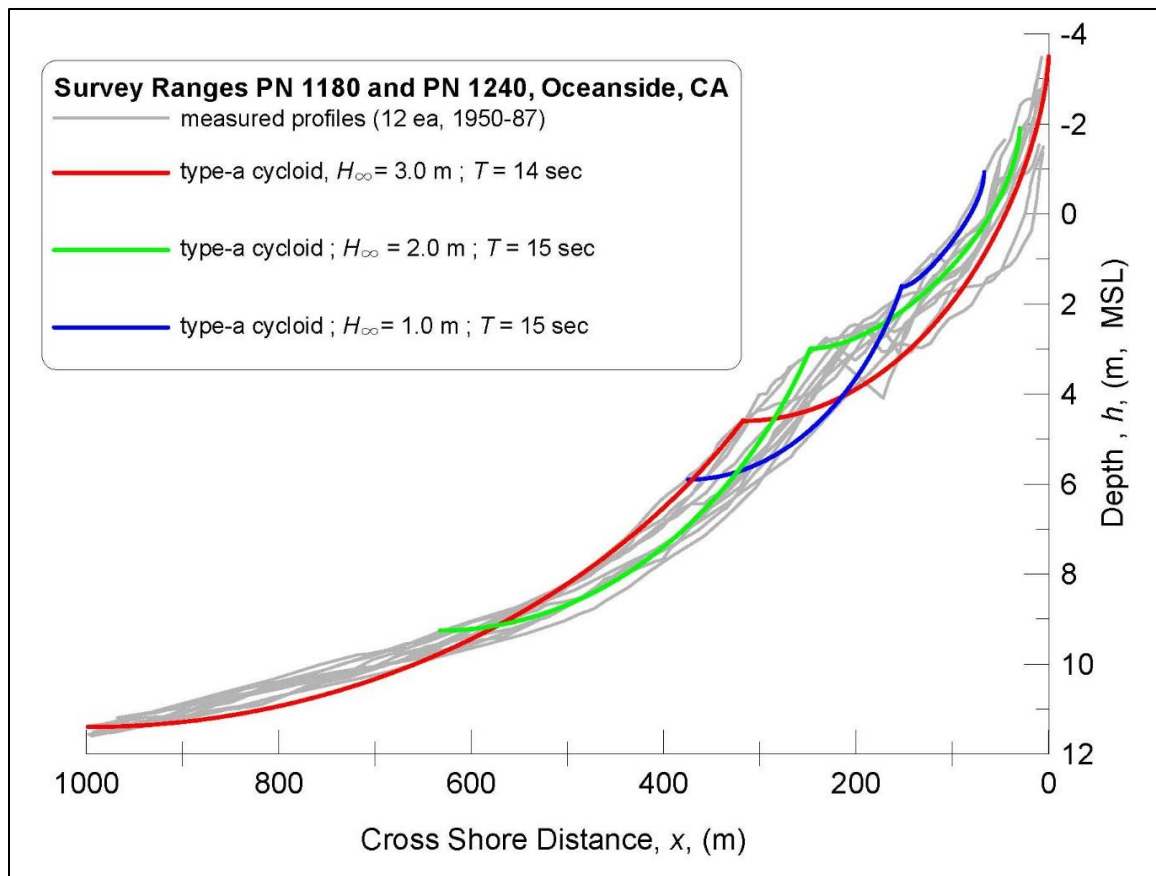 Survey Ranges PN 1180 and PN 1240, Oceanside, CA
measured profiles (12 ea, 1950-87)
type-a cycloid, H∞ = 3.0 m ; T = 14 sec
type-a cycloid ; H∞ = 2.0 m ; T = 15 sec
type-a cycloid ; H∞ = 1.0 m ; T = 15 sec
-4
-2
0
2
4
6
8
10
12
Depth , h, (m, MSL)
1000 800 600 400 200 0
Cross Shore Distance, x, (m)